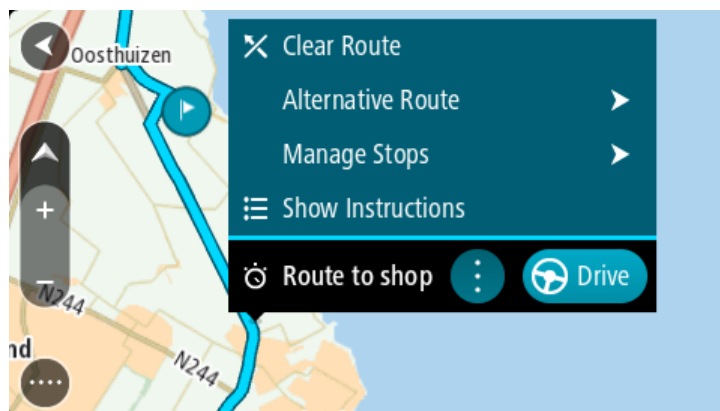 Oosthuizen
Clear Route
Alternative Route
Manage Stops
Show Instructions
Route to shop
Drive
N244
N244
nd